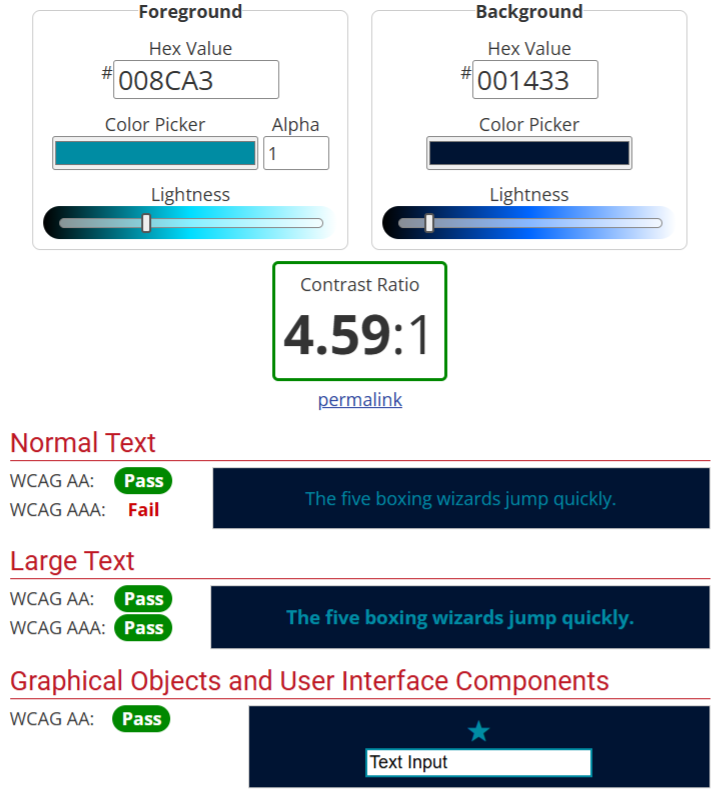 Foreground
Background
Hex Value
Hex Value
#008CA3
#001433
Color Picker
Alpha
Color Picker
1
Lightness
Lightness
Contrast Ratio
4.59:1
permalink
Normal Text
WCAG AA: Pass
WCAG AAA: Fail
The five boxing wizards jump quickly.
Large Text
WCAG AA: Pass
WCAG AAA: Pass
The five boxing wizards jump quickly.
Graphical Objects and User Interface Components
WCAG AA: Pass
Text Input